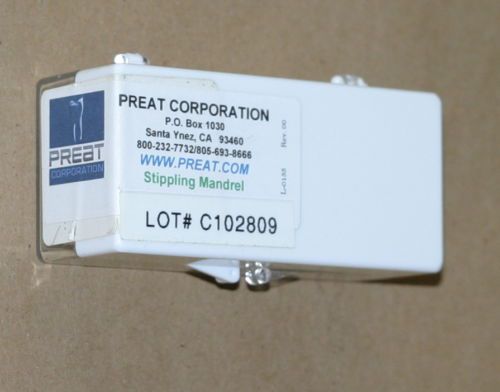 PREAT
CORPORATION
PREAT CORPORATION
P.O. Box 1030
Santa Ynez, CA 93460
800-232-7732/805-693-8666
WWW.PREAT.COM
Stippling Mandrel
L-0188 Rev 00
LOT# C102809